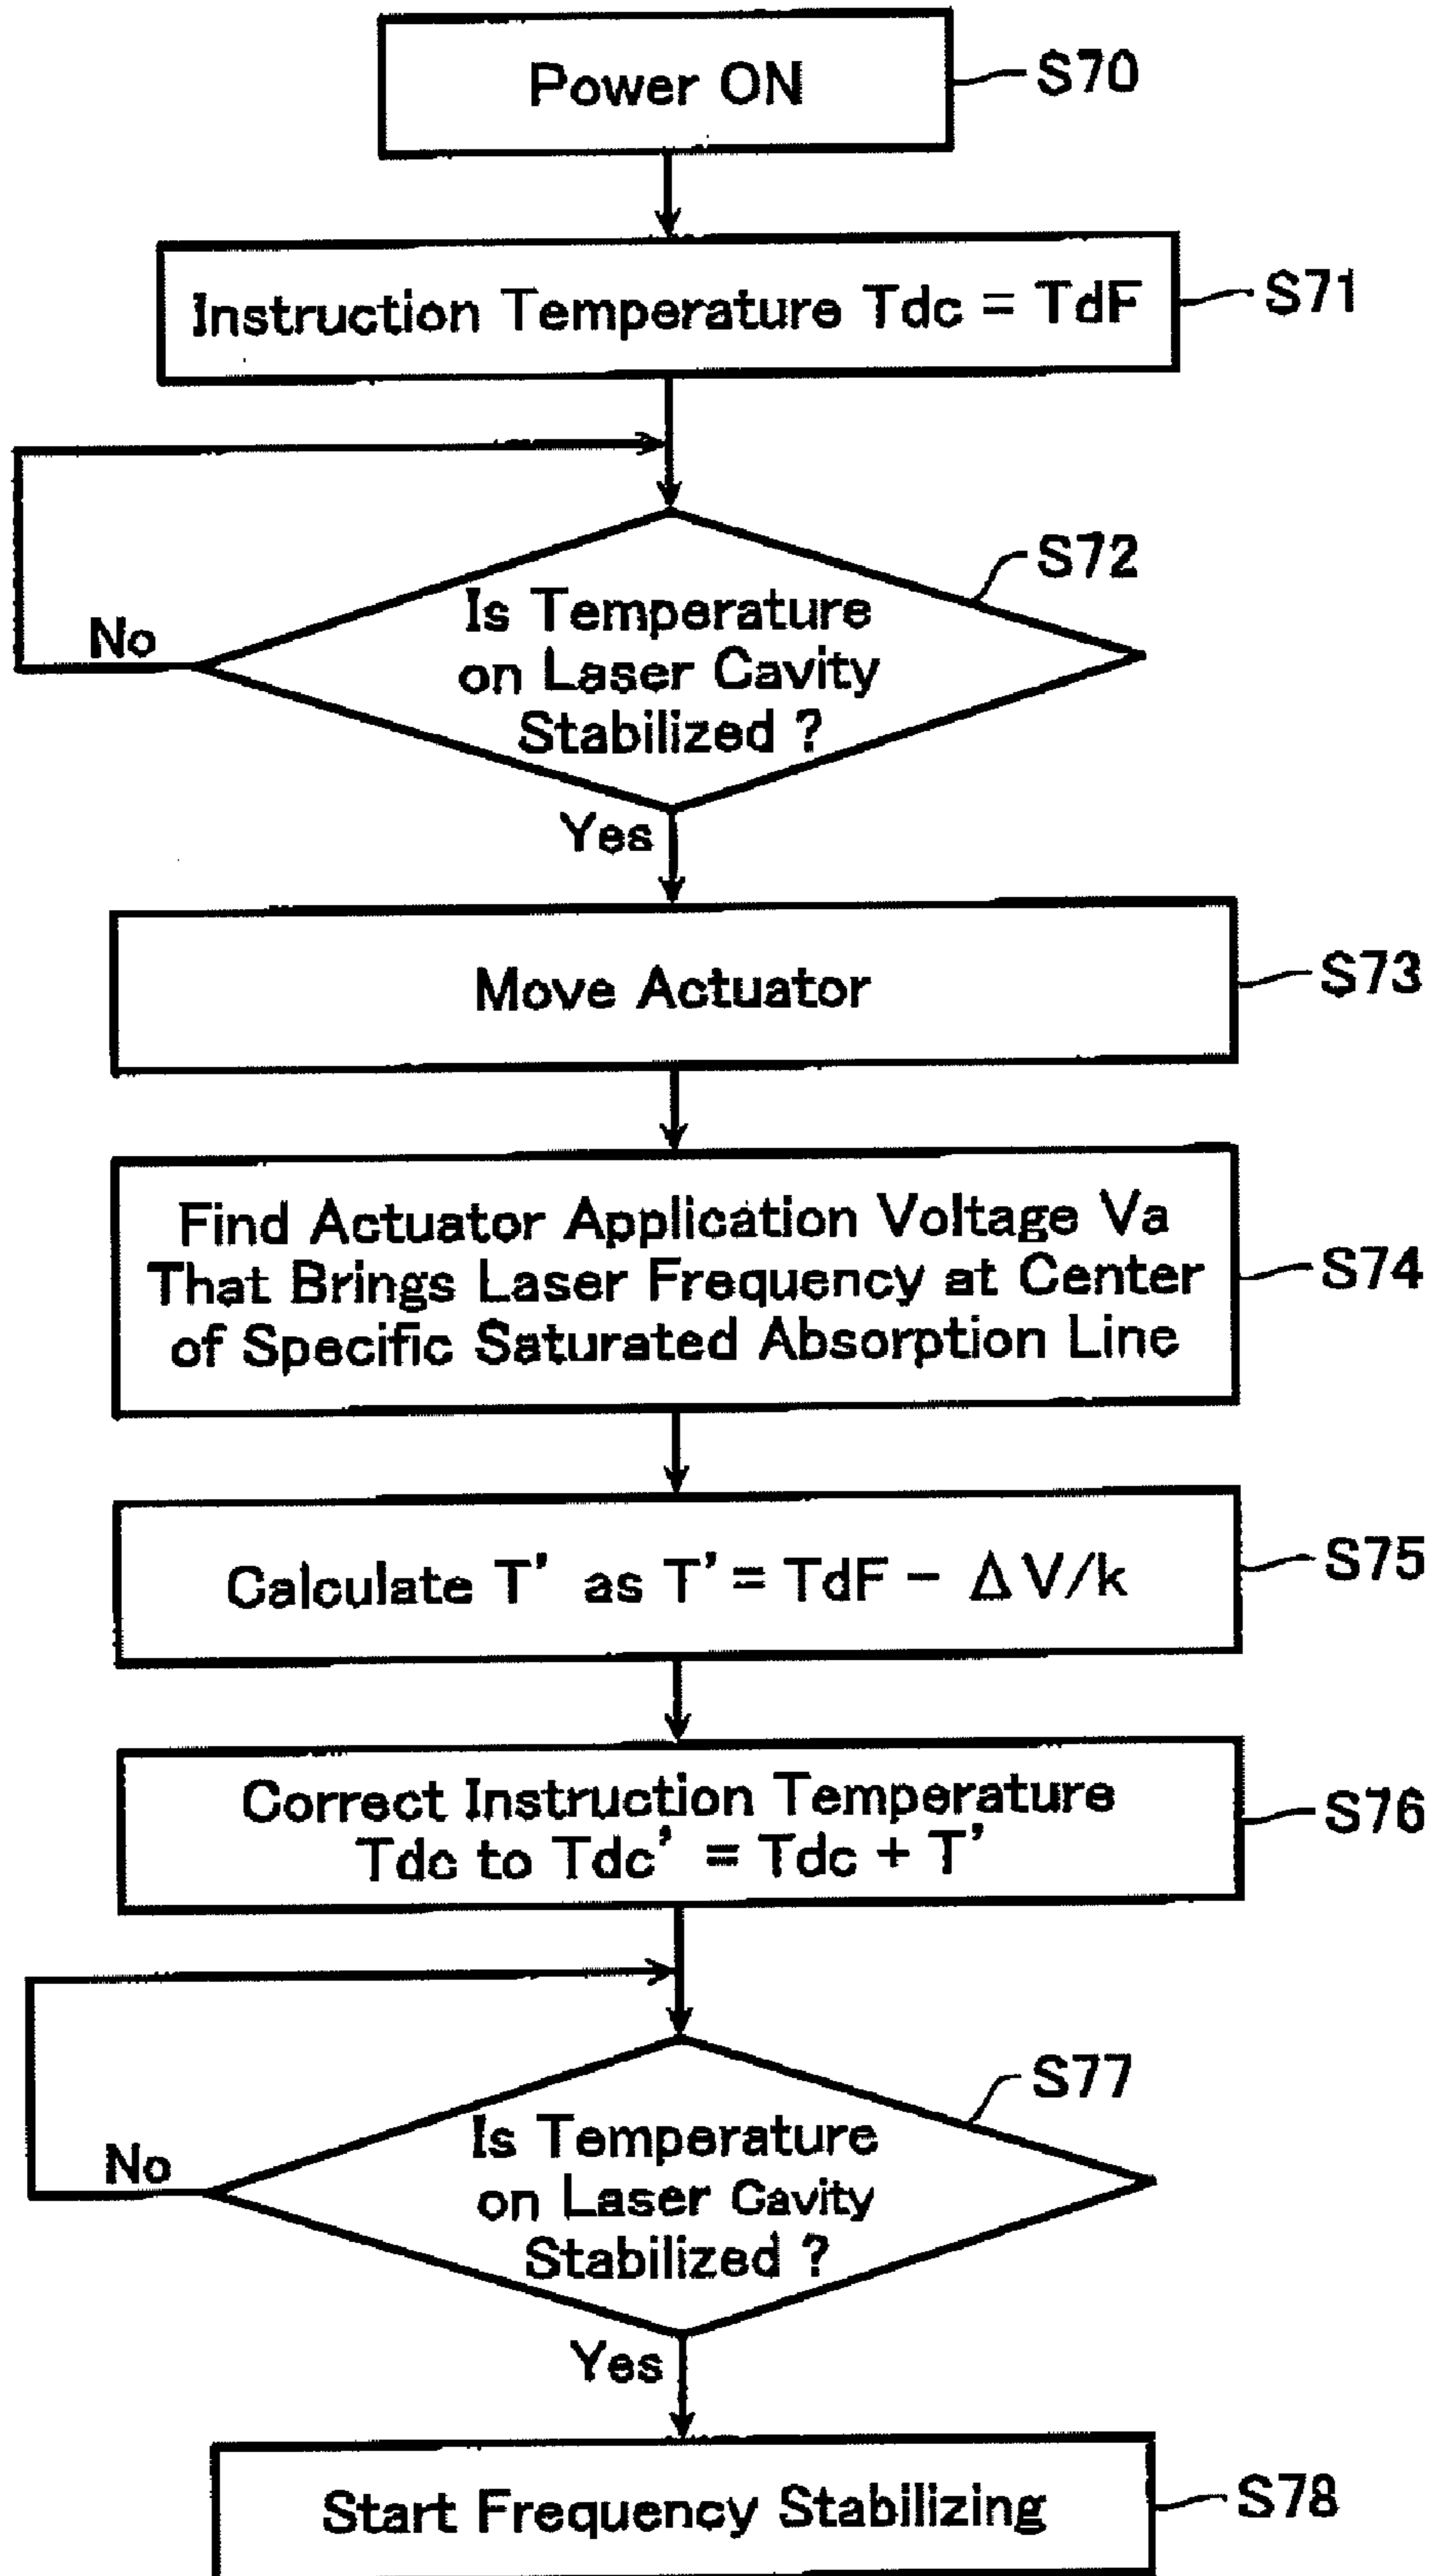 Power ON
S70
Instruction Temperature Tdc = TdF
S71
S72
Is Temperature
on Laser Cavity
Stabilized ?
No
Yes
Move Actuator
S73
Find Actuator Application Voltage Va
That Brings Laser Frequency at Center
of Specific Saturated Absorption Line
S74
Calculate T' as T' = TdF - ΔV/k
S75
Correct Instruction Temperature
Tdc to Tdc' = Tdc + T'
S76
S77
Is Temperature
on Laser Cavity
Stabilized ?
No
Yes
Start Frequency Stabilizing
S78